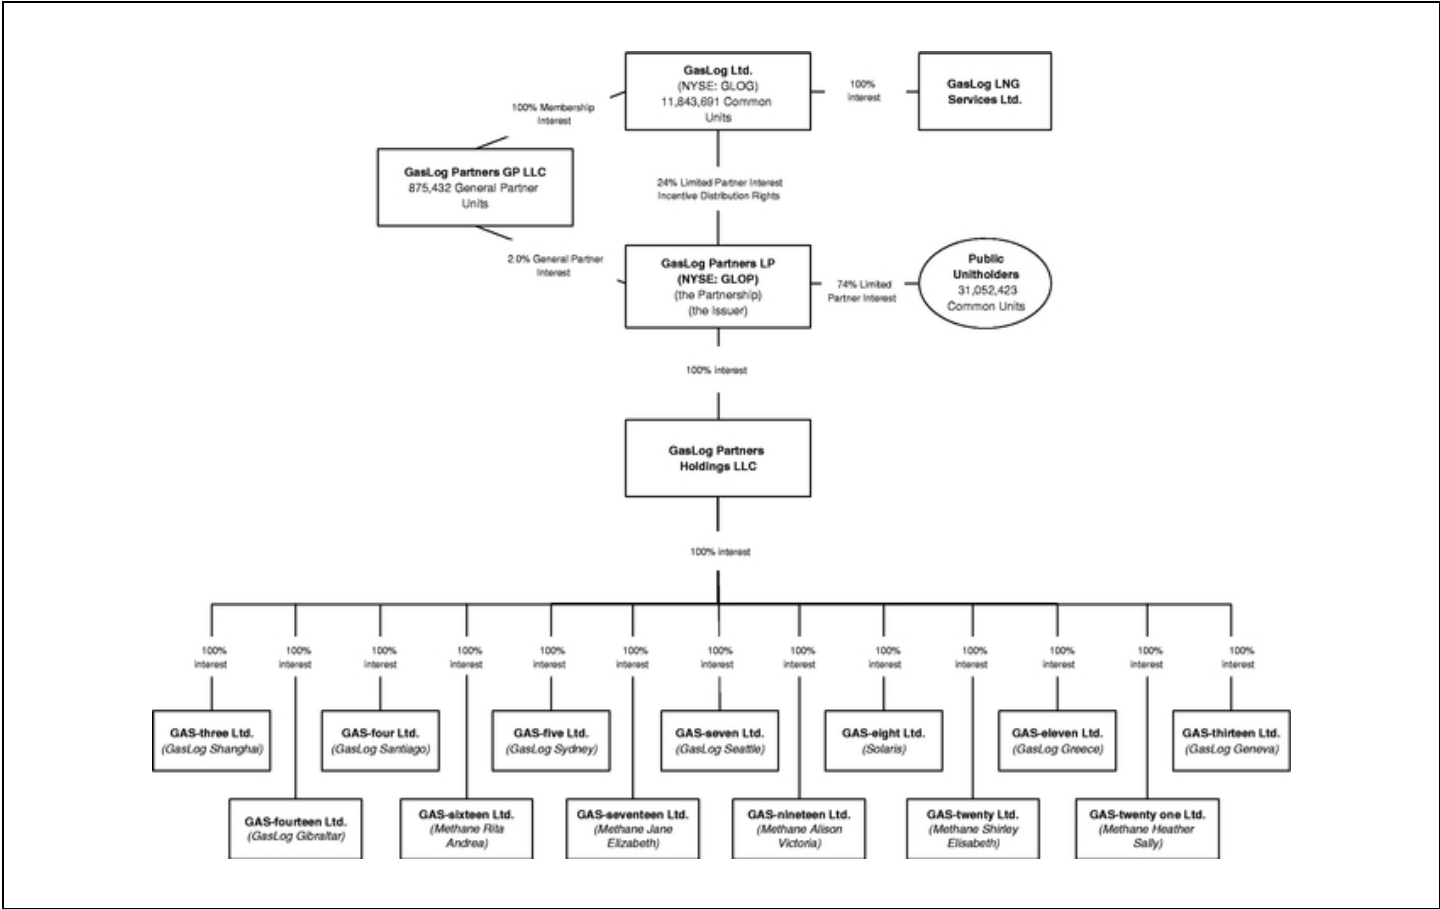 GasLog Ltd.
(NYSE: GLOG)
11,843,691 Common
Units
100%
interest
GasLog LNG
Services Ltd.
100% Membership
Interest
GasLog Partners GP LLC
875,432 General Partner
Units
24% Limited Partner Interest
Incentive Distribution Rights
2.0% General Partner
Interest
GasLog Partners LP
(NYSE: GLOP)
(the Partnership)
(the Issuer)
74% Limited
Partner Interest
Public
Unitholders
31,052,423
Common Units
100% interest
GasLog Partners
Holdings LLC
100% interest
100%
interest
100%
interest
100%
interest
100%
interest
100%
interest
100%
interest
100%
interest
100%
interest
100%
interest
100%
interest
100%
interest
100%
interest
100%
interest
GAS-three Ltd.
(GasLog Shanghai)
GAS-four Ltd.
(GasLog Santiago)
GAS-five Ltd.
(GasLog Sydney)
GAS-seven Ltd.
(GasLog Seattle)
GAS-eight Ltd.
(Solaris)
GAS-eleven Ltd.
(GasLog Greece)
GAS-thirteen Ltd.
(GasLog Geneva)
GAS-fourteen Ltd.
(GasLog Gibraltar)
GAS-sixteen Ltd.
(Methane Rita
Andrea)
GAS-seventeen Ltd.
(Methane Jane
Elizabeth)
GAS-nineteen Ltd.
(Methane Alison
Victoria)
GAS-twenty Ltd.
(Methane Shirley
Elisabeth)
GAS-twenty one Ltd.
(Methane Heather
Sally)